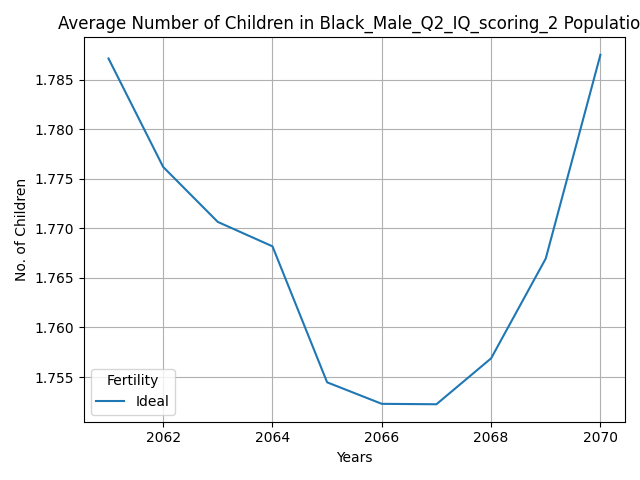 Average Number of Children in Black_Male_Q2_IQ_scoring_2 Populatio
1.785
1.780
1.775
1.770
1.765
1.760
1.755
No. of Children
Fertility
Ideal
2062 2064 2066 2068 2070
Years